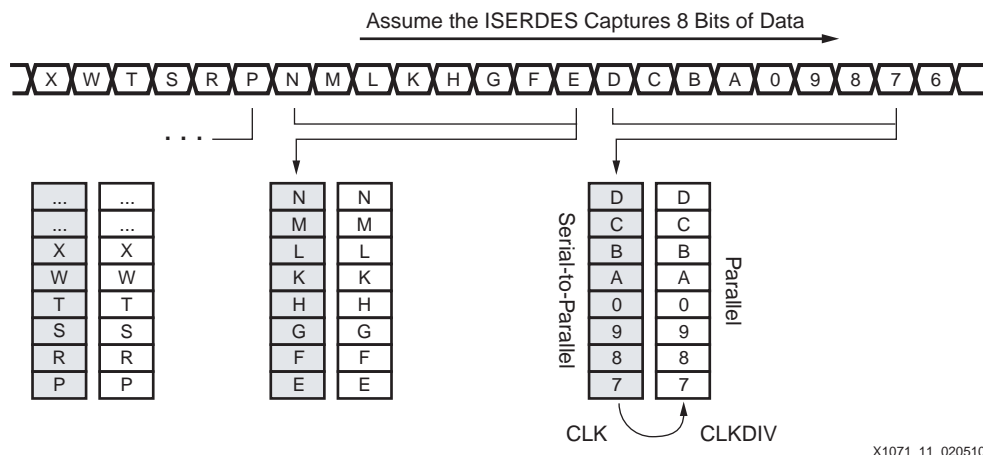 Assume the ISERDES Captures 8 Bits of Data
X W T S R P N M L K H G F E D C B A 0 9 8 7 6
. . .
... ...
... ...
X X
W W
T T
S S
R R
P P
N N
M M
L L
K K
H H
G G
F F
E E
Serial-to-Parallel
D D
C C
B B
A A
0 0
9 9
8 8
7 7
Parallel
CLK CLKDIV
X1071_11_020510